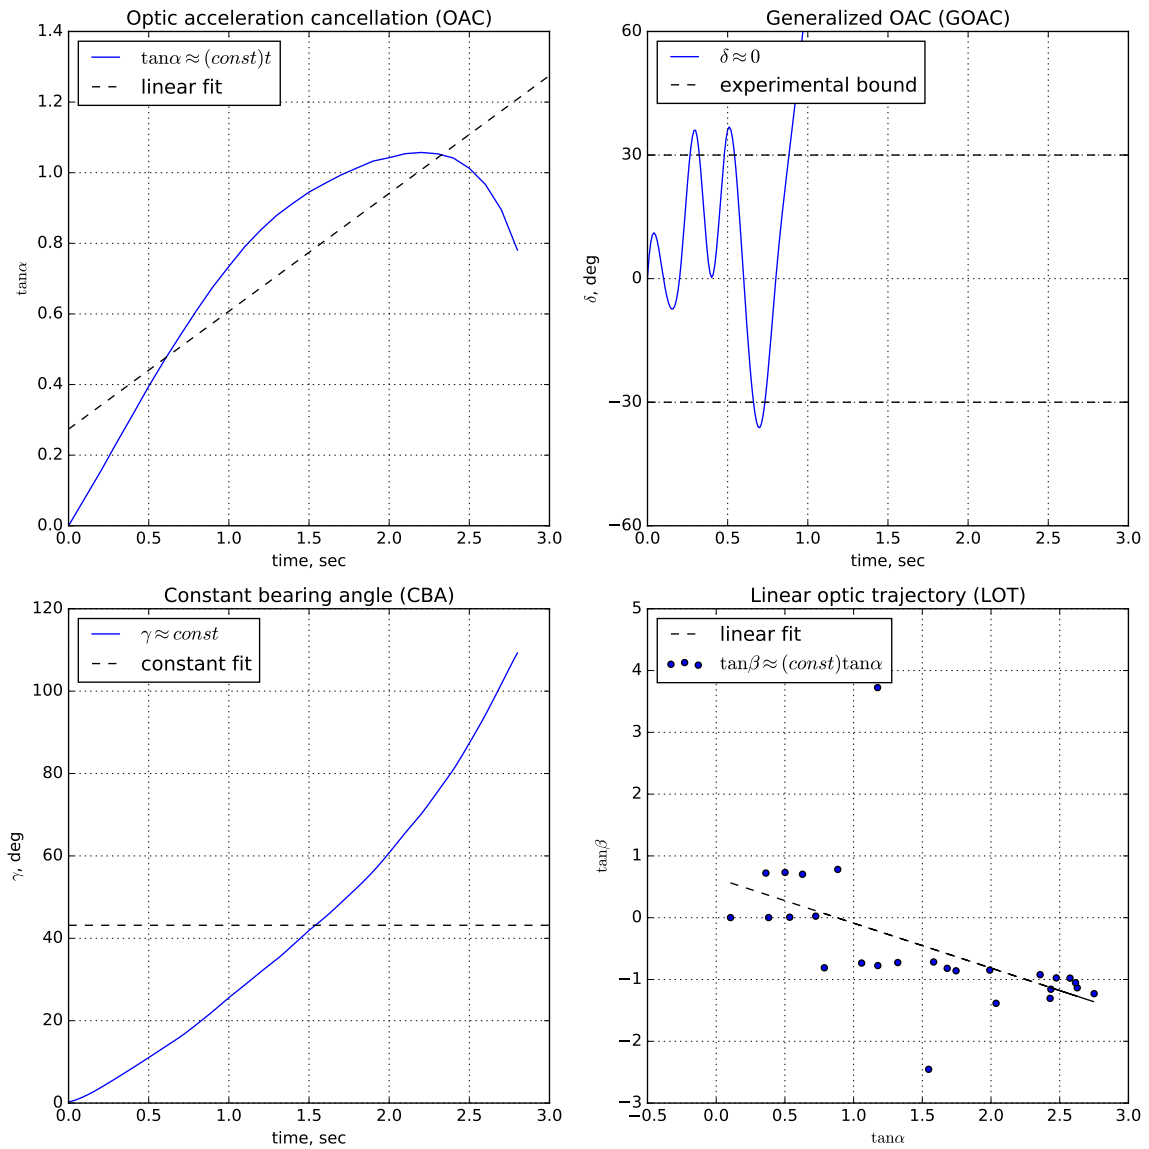 Optic acceleration cancellation (OAC)
tanα ≈ (const)t
linear fit
1.4
1.2
1.0
0.8
0.6
0.4
0.2
0.0
tanα
0.0 0.5 1.0 1.5 2.0 2.5 3.0
time, sec
Generalized OAC (GOAC)
δ ≈ 0
experimental bound
60
30
0
−30
−60
δ, deg
0.0 0.5 1.0 1.5 2.0 2.5 3.0
time, sec
Constant bearing angle (CBA)
γ ≈ const
constant fit
120
100
80
60
40
20
0
γ, deg
0.0 0.5 1.0 1.5 2.0 2.5 3.0
time, sec
Linear optic trajectory (LOT)
linear fit
tanβ ≈ (const)tanα
5
4
3
2
1
0
−1
−2
−3
tanβ
−0.5 0.0 0.5 1.0 1.5 2.0 2.5 3.0
tanα